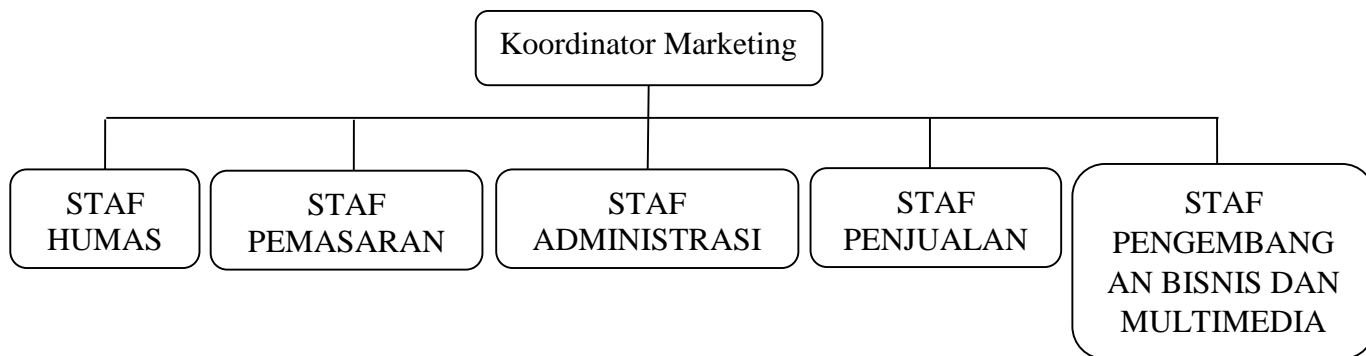 Koordinator Marketing
STAF
HUMAS
STAF
PEMASARAN
STAF
ADMINISTRASI
STAF
PENJUALAN
STAF
PENGEMBANG
AN BISNIS DAN
MULTIMEDIA